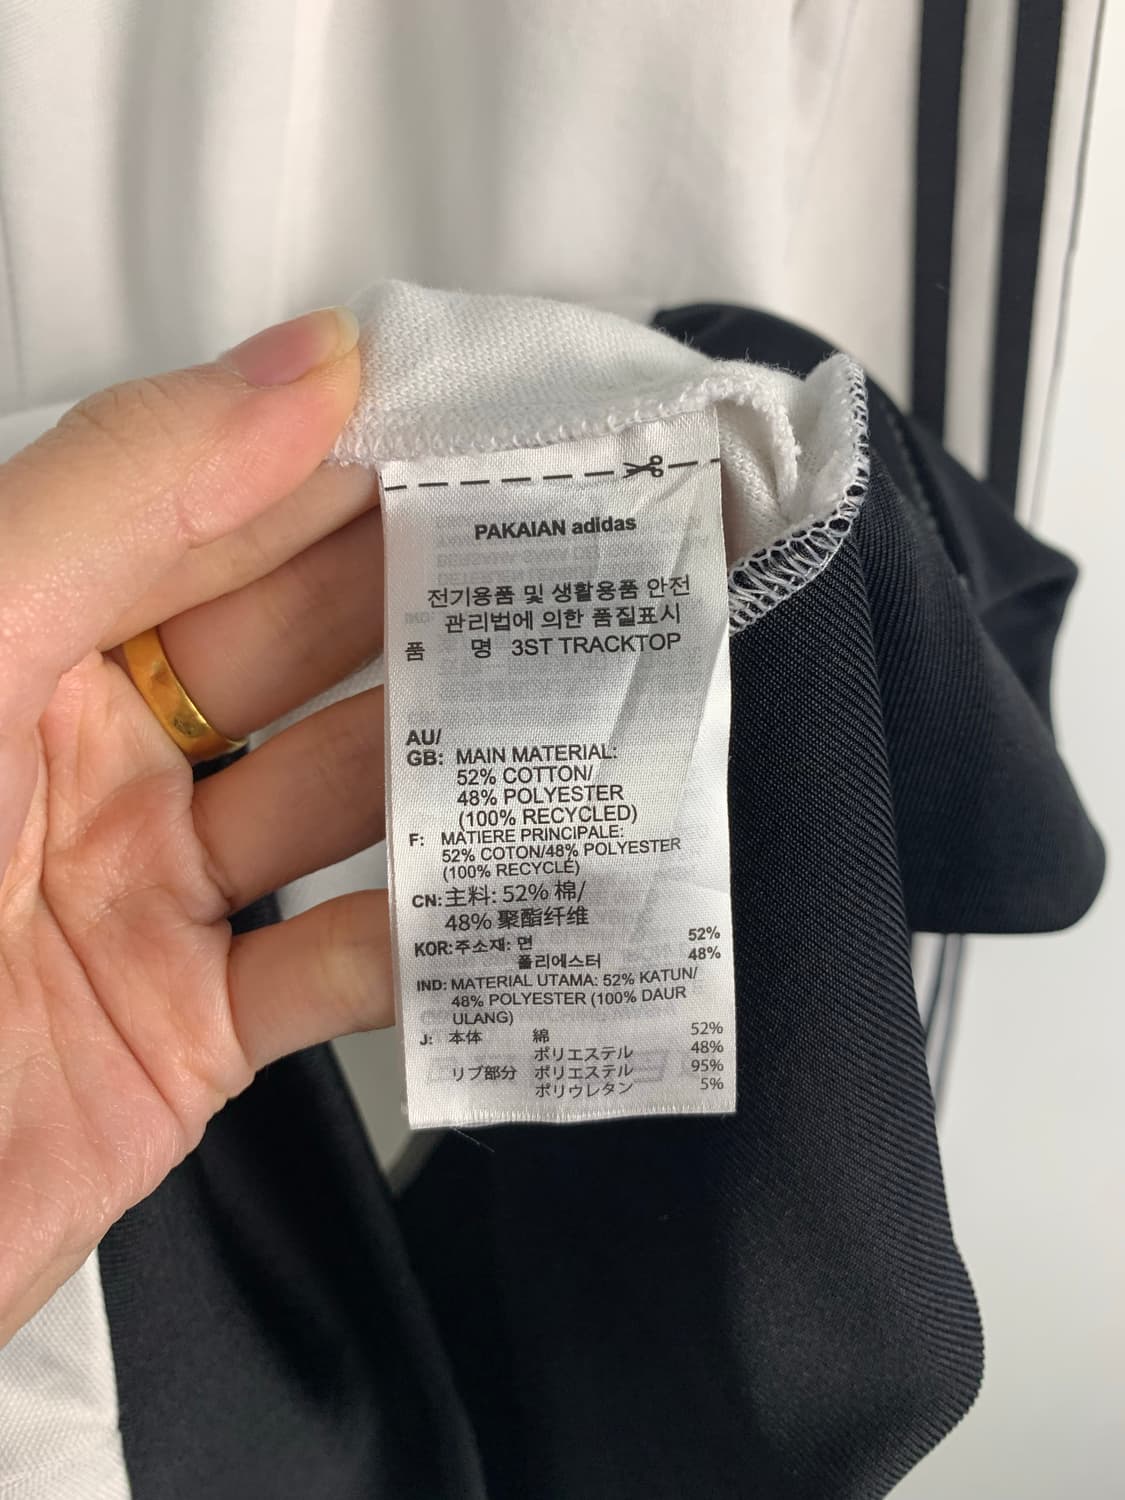 PAKAIAN adidas
전기용품 및 생활용품 안전
관리법에 의한 품질표시
품 명 3ST TRACKTOP
AU/
GB: MAIN MATERIAL:
52% COTTON/
48% POLYESTER
(100% RECYCLED)
F: MATIERE PRINCIPALE:
52% COTON/48% POLYESTER
(100% RECYCLÉ)
CN: 主料: 52% 棉/
48% 聚酯纤维
KOR: 주소재: 면 52%
폴리에스터 48%
IND: MATERIAL UTAMA: 52% KATUN/
48% POLYESTER (100% DAUR
ULANG)
J: 本体 綿 52%
ポリエステル 48%
リブ部分 ポリエステル 95%
ポリウレタン 5%